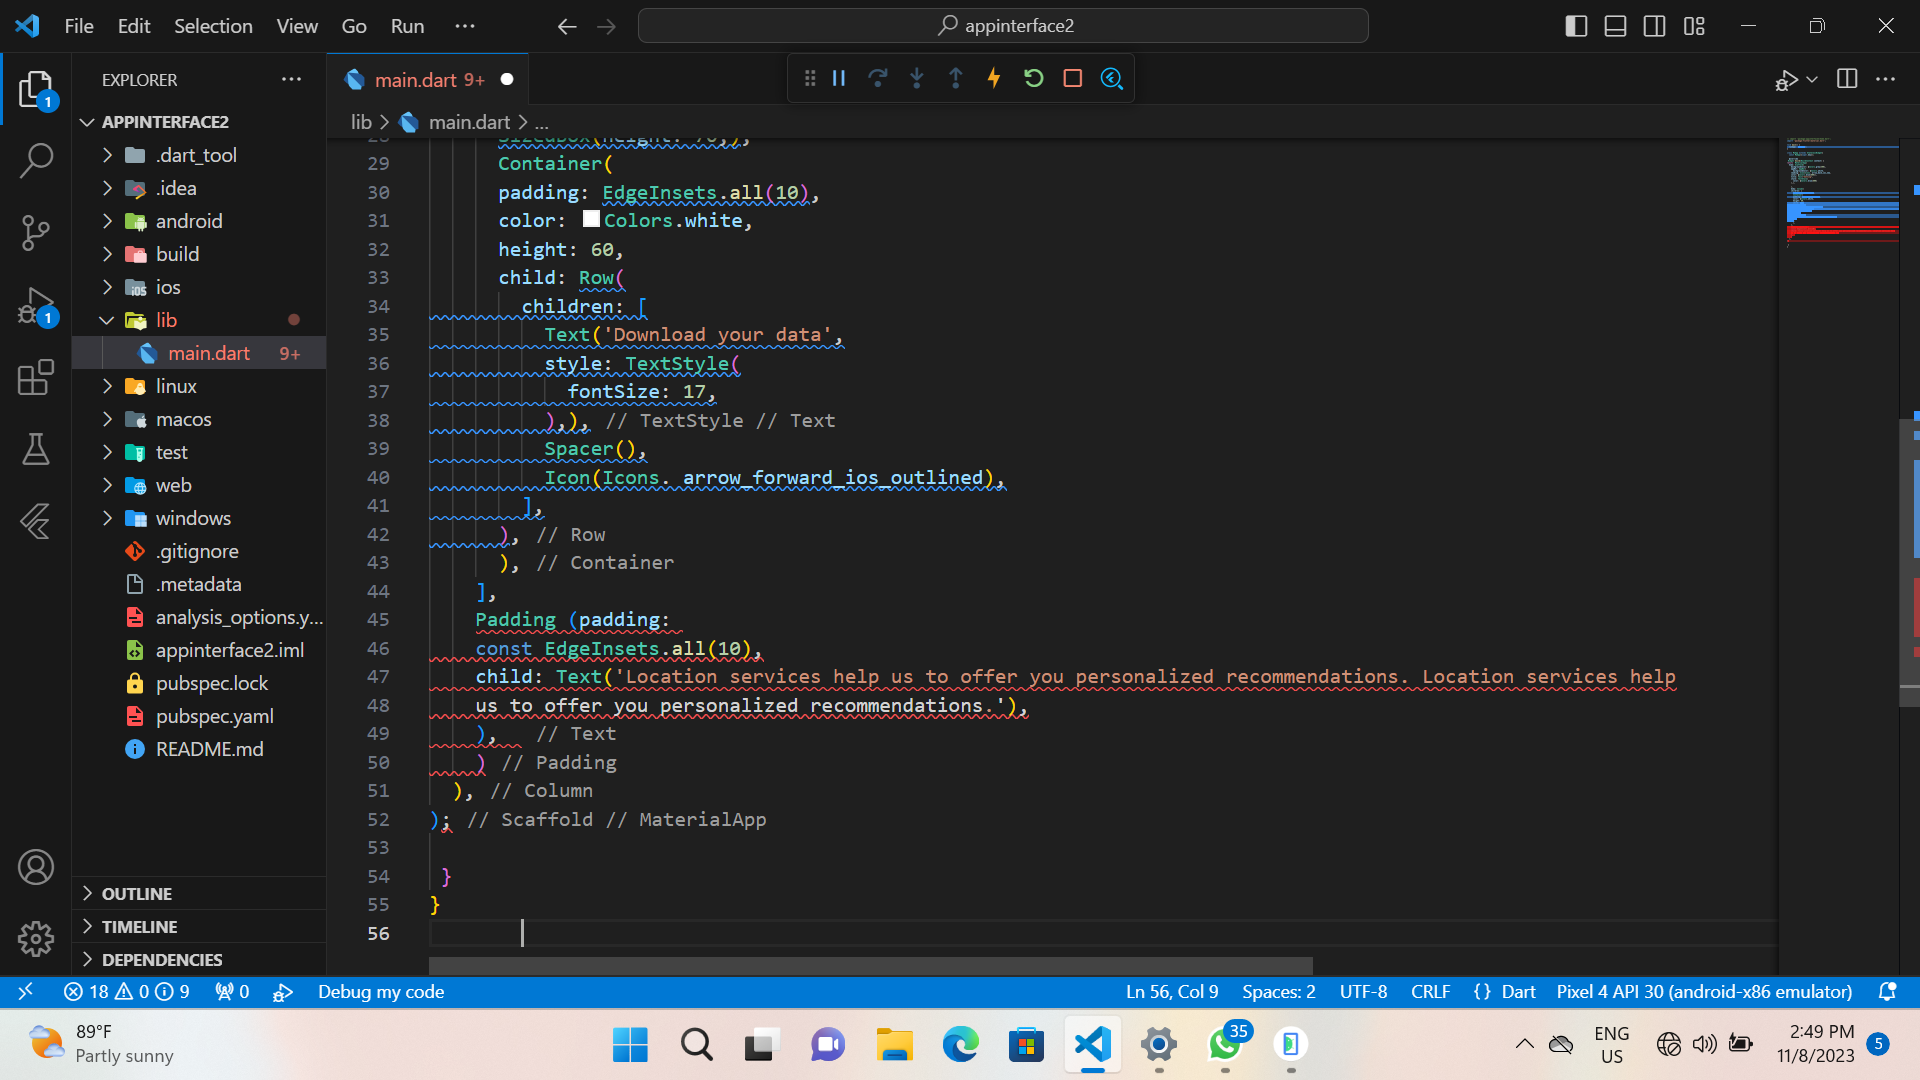 File Edit Selection View Go Run ···
appinterface2
EXPLORER ···
main.dart 9+
lib > main.dart > ...
APPINTERFACE2
.dart_tool
.idea
android
build
ios
lib
main.dart 9+
linux
macos
test
web
windows
.gitignore
.metadata
analysis_options.y...
appinterface2.iml
pubspec.lock
pubspec.yaml
README.md
OUTLINE
TIMELINE
DEPENDENCIES
1
1
29 Container(
30 padding: EdgeInsets.all(10),
31 color: Colors.white,
32 height: 60,
33 child: Row(
34 children: [
35 Text('Download your data',
36 style: TextStyle(
37 fontSize: 17,
38 ),), // TextStyle // Text
39 Spacer(),
40 Icon(Icons. arrow_forward_ios_outlined),
41 ],
42 ), // Row
43 ), // Container
44 ],
45 Padding (padding:
46 const EdgeInsets.all(10),
47 child: Text('Location services help us to offer you personalized recommendations. Location services help
48 us to offer you personalized recommendations.'),
49 ), // Text
50 ) // Padding
51 ), // Column
52 ); // Scaffold // MaterialApp
53
54 }
55 }
56
18 0 9 0 Debug my code Ln 56, Col 9 Spaces: 2 UTF-8 CRLF {} Dart Pixel 4 API 30 (android-x86 emulator)
89°F
Partly sunny
35
ENG
US
2:49 PM
11/8/2023
5